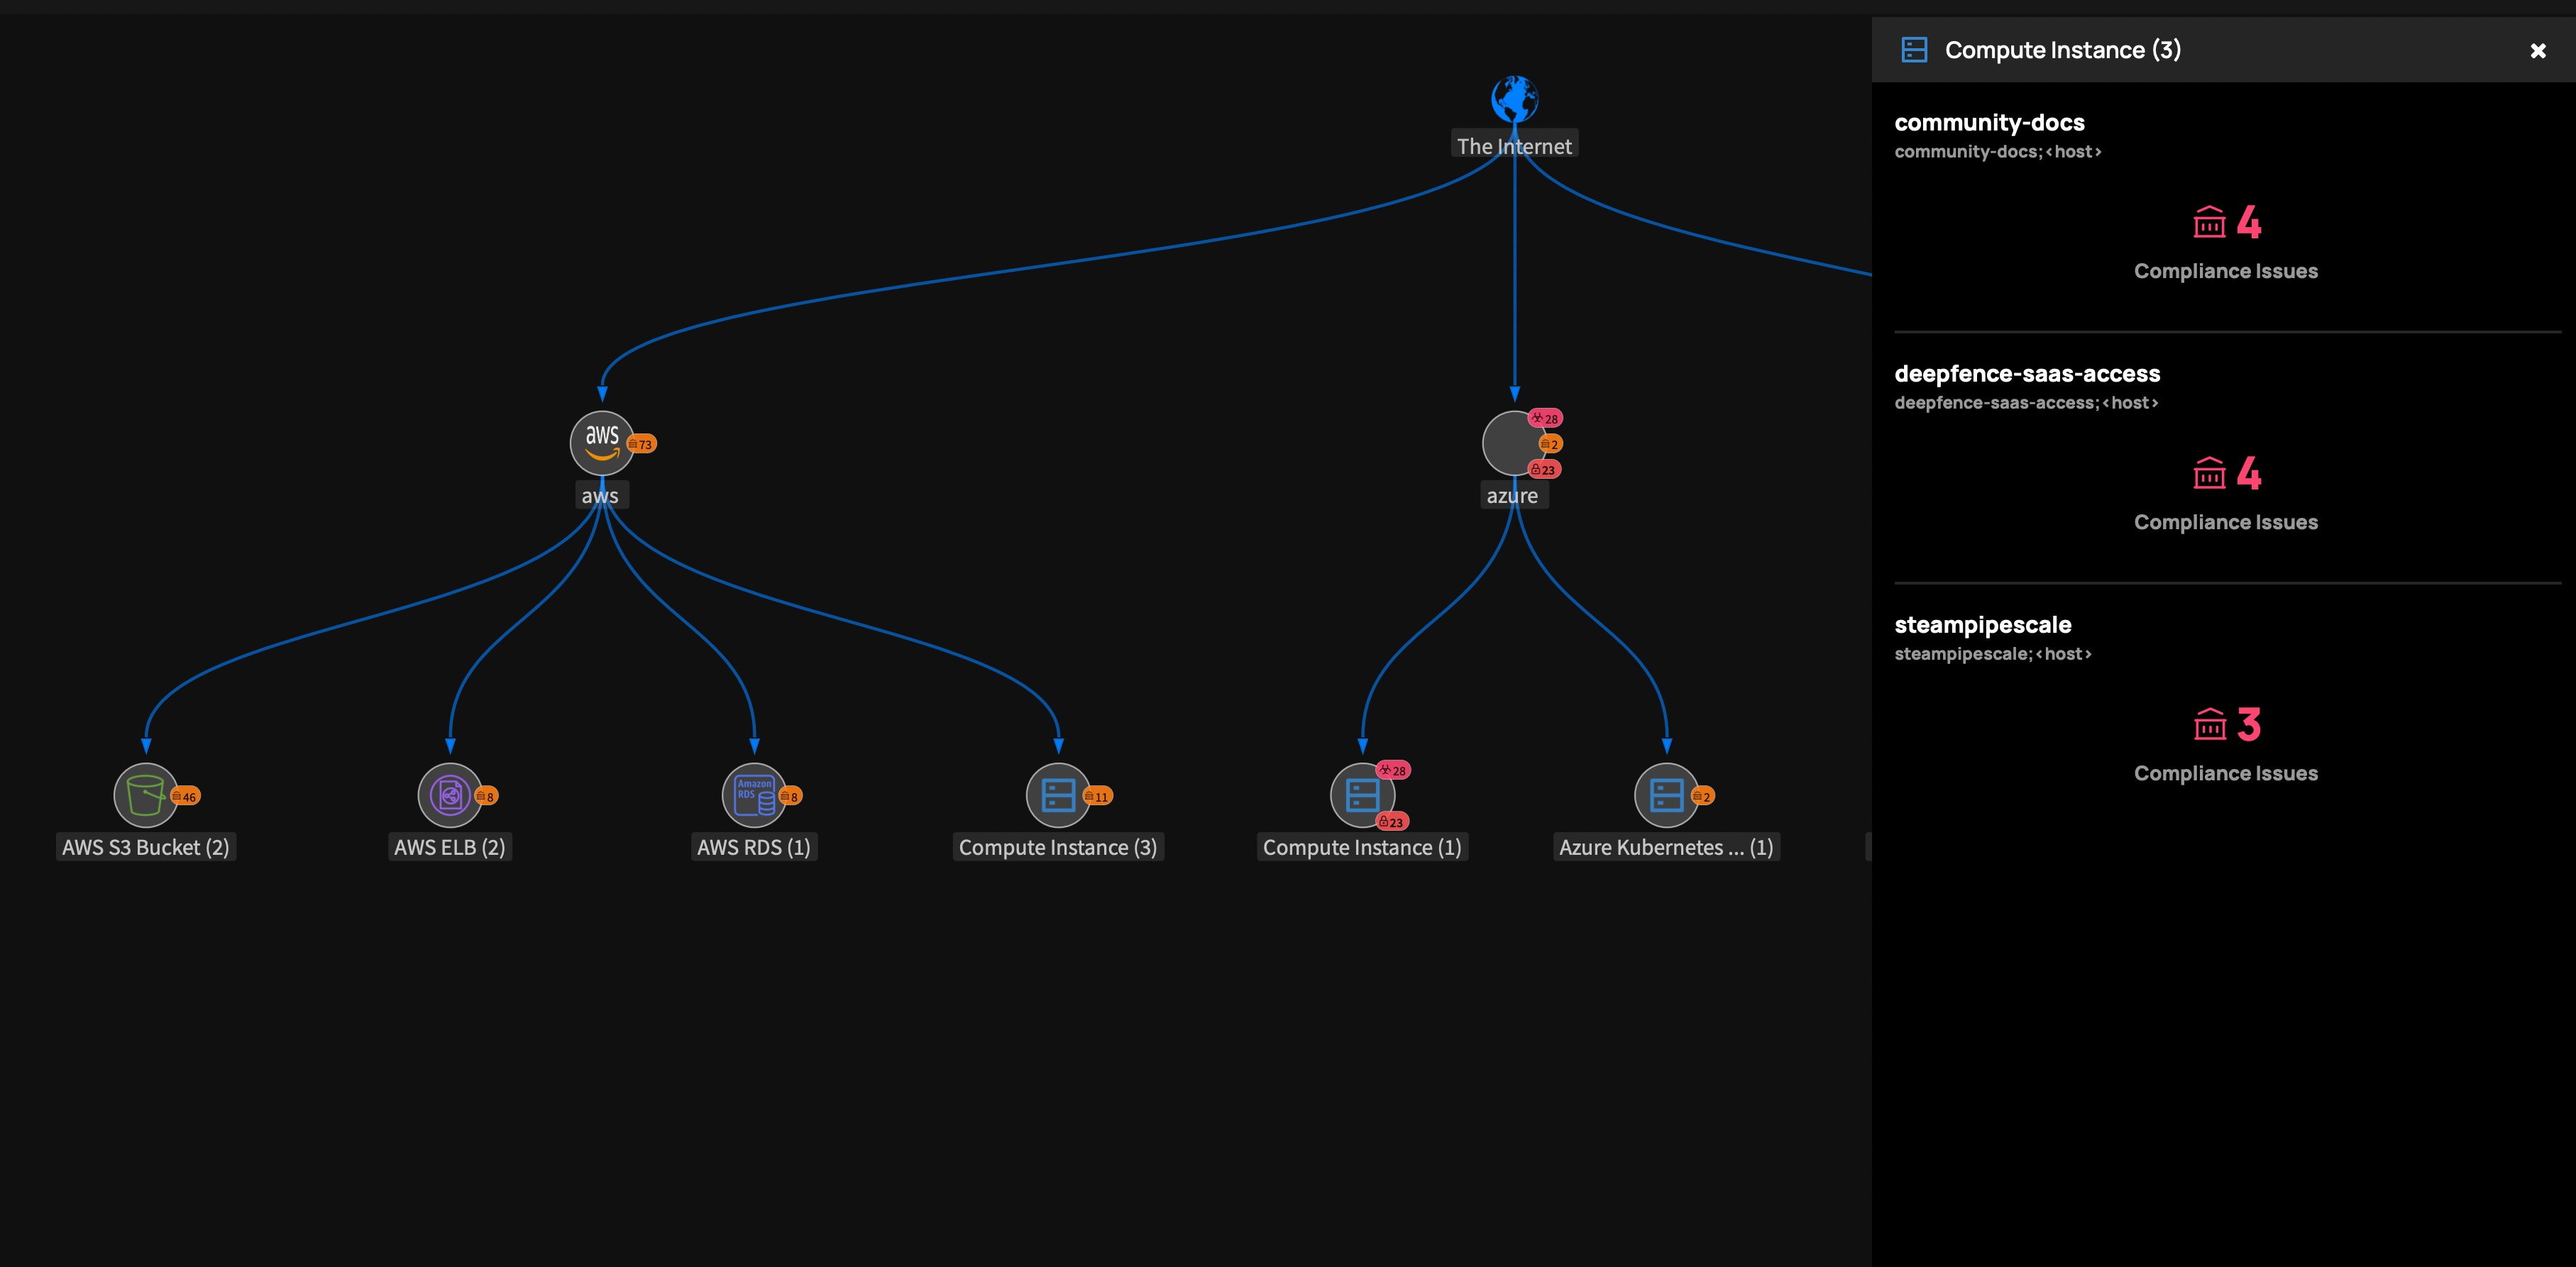 The Internet
aws
73
aws
28
2
23
azure
46
AWS S3 Bucket (2)
8
AWS ELB (2)
Amazon
RDS
8
AWS RDS (1)
11
Compute Instance (3)
28
23
Compute Instance (1)
2
Azure Kubernetes ... (1)
Compute Instance (3)
community-docs
community-docs;<host>
4
Compliance Issues
deepfence-saas-access
deepfence-saas-access;<host>
4
Compliance Issues
steampipescale
steampipescale;<host>
3
Compliance Issues